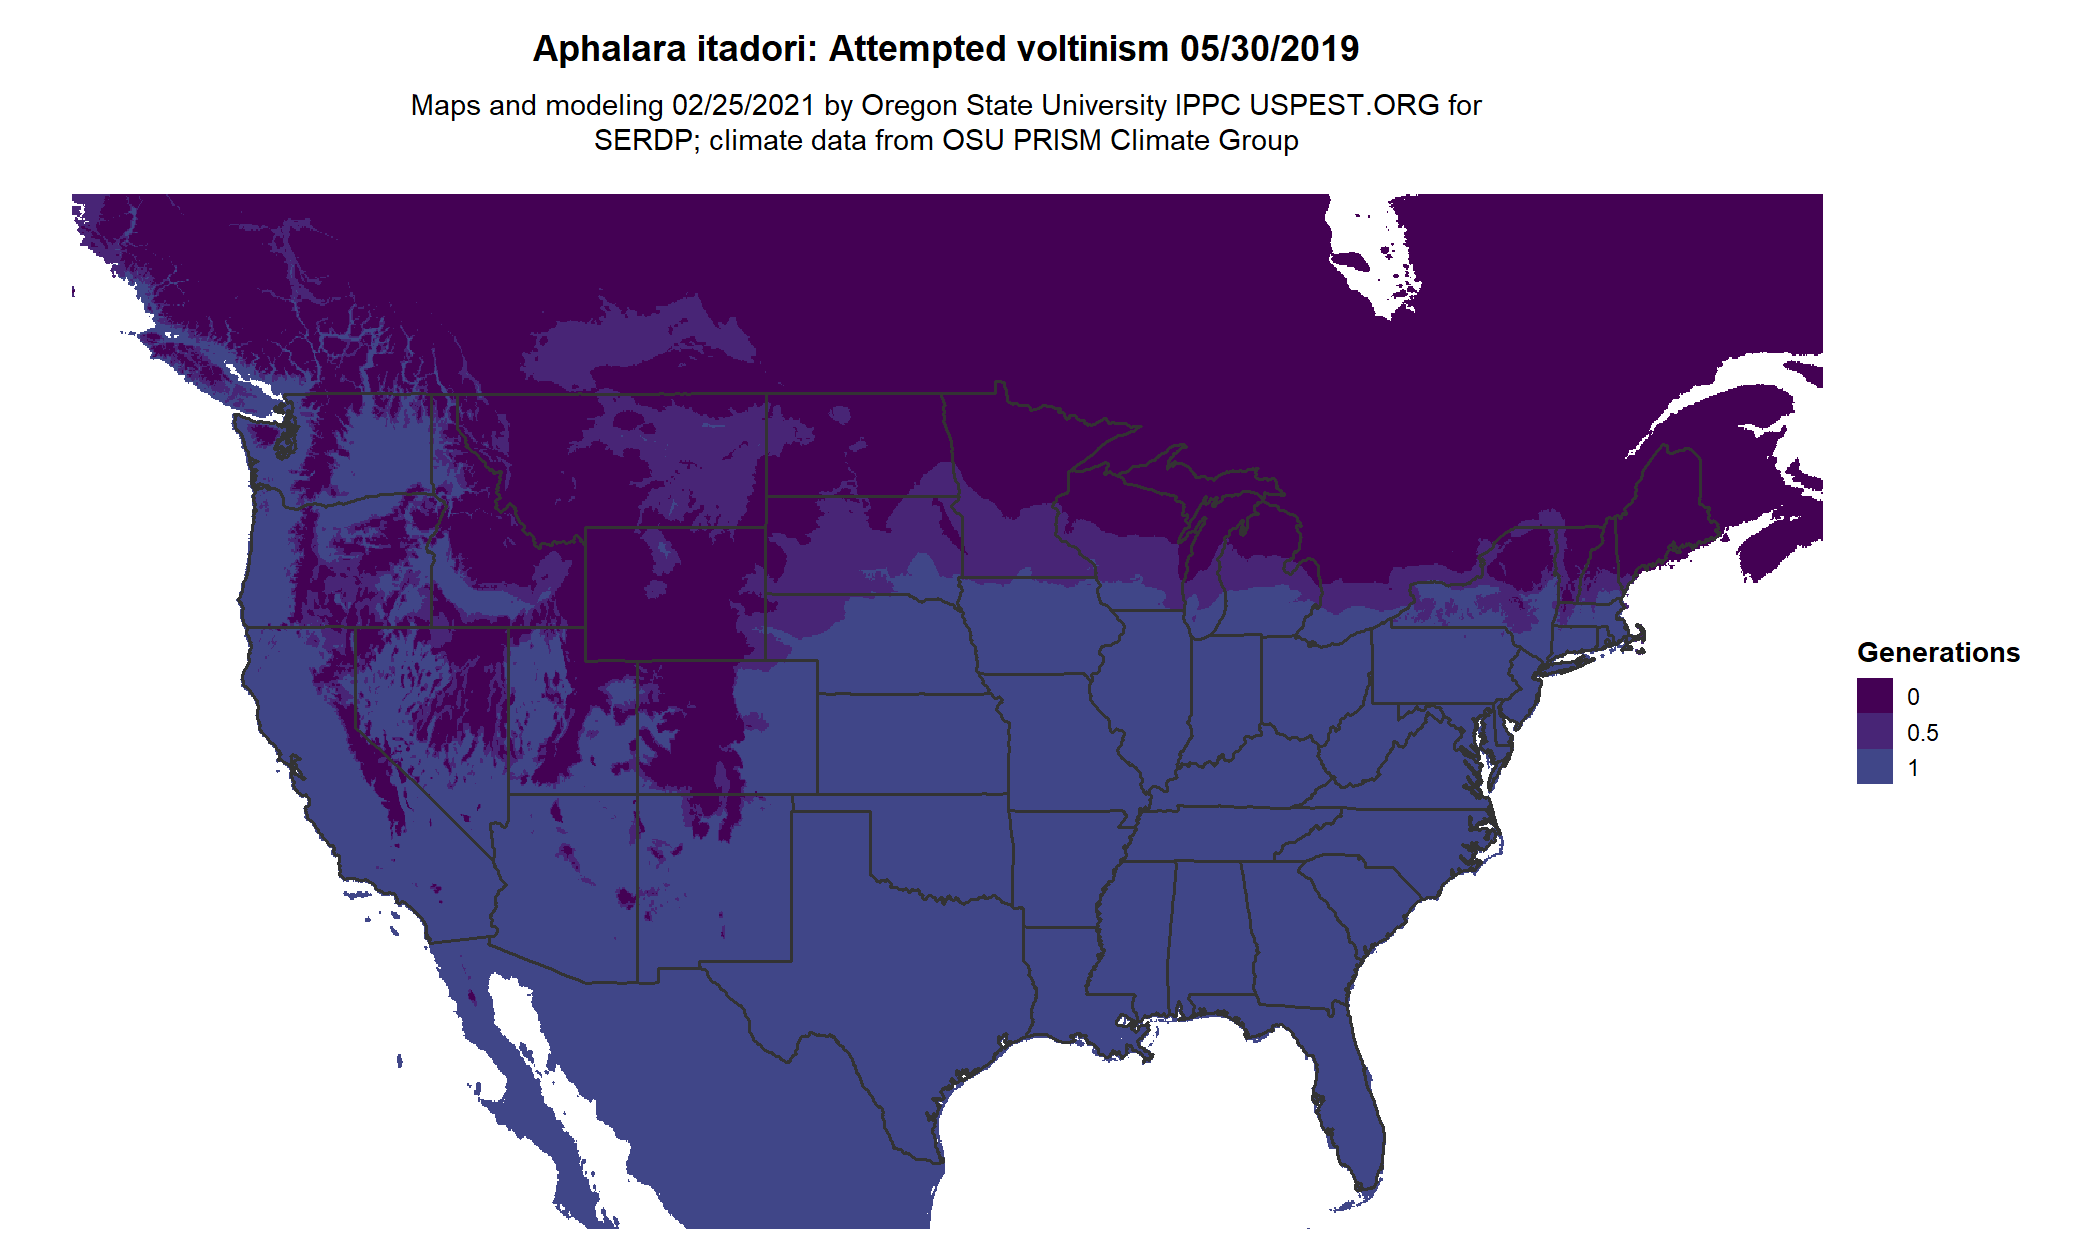 Aphalara itadori: Attempted voltinism 05/30/2019
Maps and modeling 02/25/2021 by Oregon State University IPPC USPEST.ORG for
SERDP; climate data from OSU PRISM Climate Group
Generations
0
0.5
1